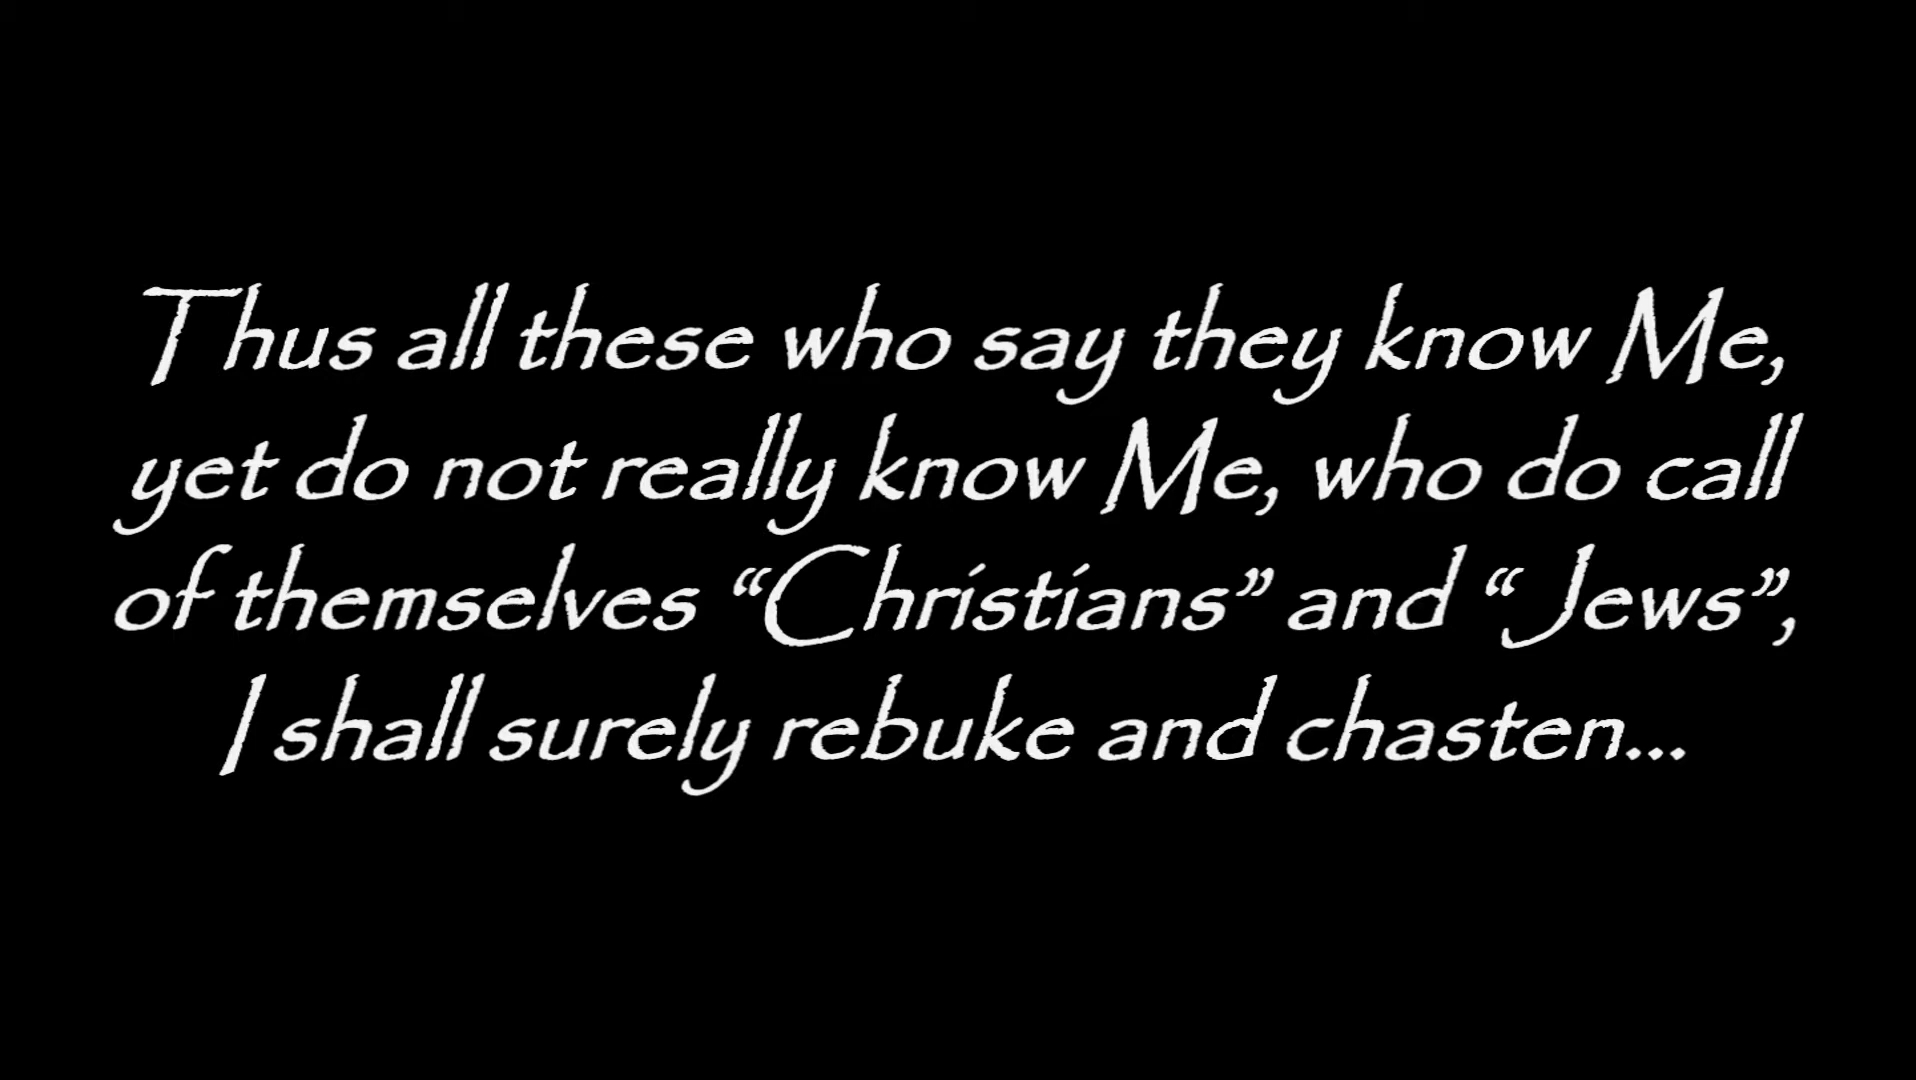 Thus all these who say they know Me,
yet do not really know Me, who do call
of themselves “Christians” and “Jews”,
I shall surely rebuke and chasten...